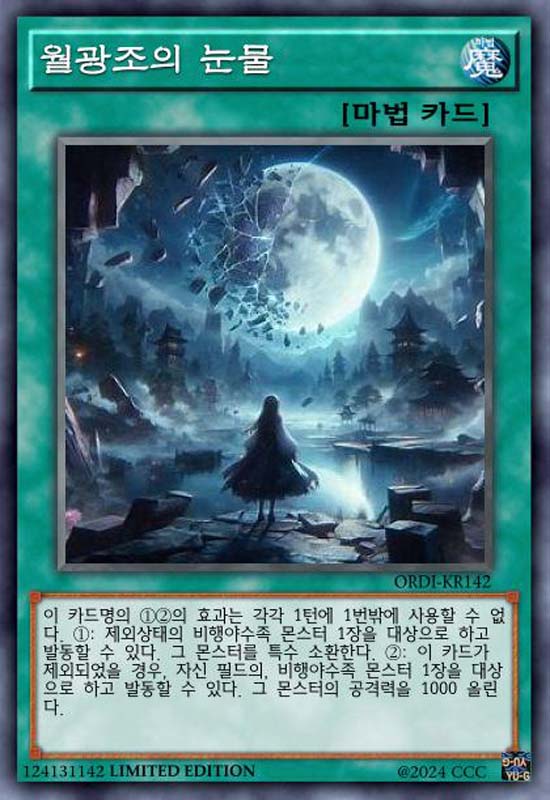 월광조의 눈물
마법
魔
[마법 카드]
ORDI-KR142
이 카드명의 ①②의 효과는 각각 1턴에 1번밖에 사용할 수 없
다. ①: 제외상태의 비행야수족 몬스터 1장을 대상으로 하고
발동할 수 있다. 그 몬스터를 특수 소환한다. ②: 이 카드가
제외되었을 경우, 자신 필드의, 비행야수족 몬스터 1장을 대상
으로 하고 발동할 수 있다. 그 몬스터의 공격력을 1000 올린
다.
124131142 LIMITED EDITION
@2024 CCC
YU-G